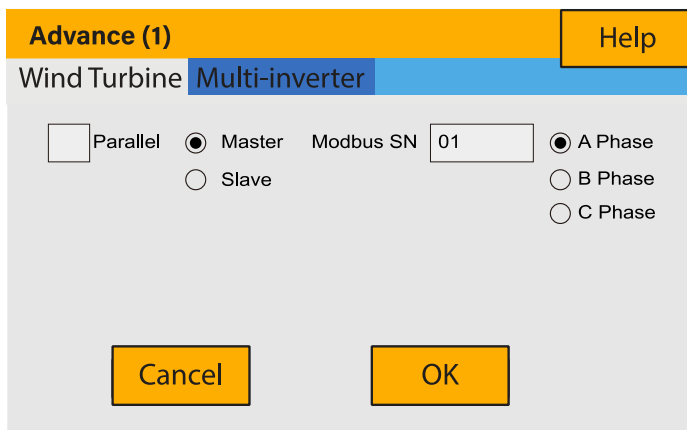 Advance (1) Help
Wind Turbine Multi-inverter
Parallel Master Modbus SN 01 A Phase
Slave B Phase
C Phase
Cancel OK